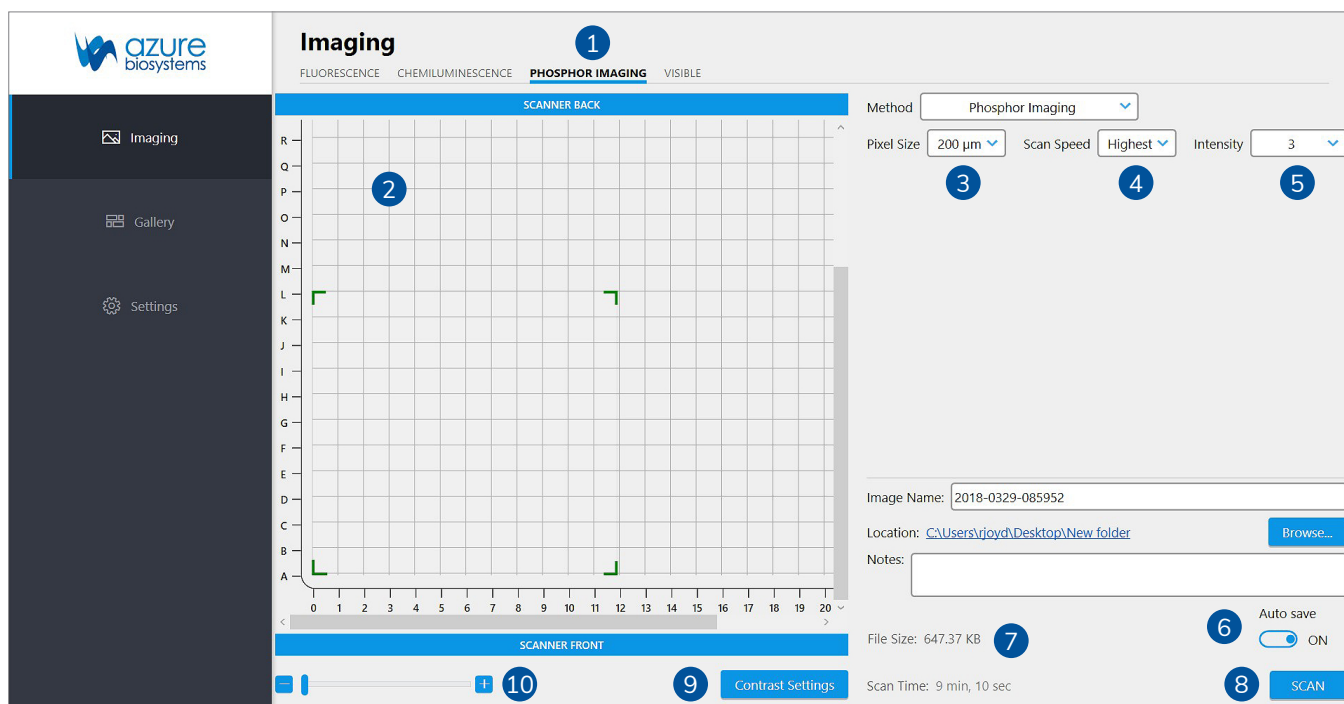 azure
biosystems
Imaging
Gallery
Settings
Imaging
1
FLUORESCENCE CHEMILUMINESCENCE PHOSPHOR IMAGING VISIBLE
SCANNER BACK
R
Q
P
O
N
M
L
K
J
I
H
G
F
E
D
C
B
A
2
0 1 2 3 4 5 6 7 8 9 10 11 12 13 14 15 16 17 18 19 20
SCANNER FRONT
10
9 Contrast Settings
Method Phosphor Imaging
Pixel Size 200 µm Scan Speed Highest Intensity 3
3 4 5
Image Name: 2018-0329-085952
Location: C:\Users\rjoyd\Desktop\New folder Browse...
Notes:
Auto save
6 ON
File Size: 647.37 KB 7
Scan Time: 9 min, 10 sec 8 SCAN